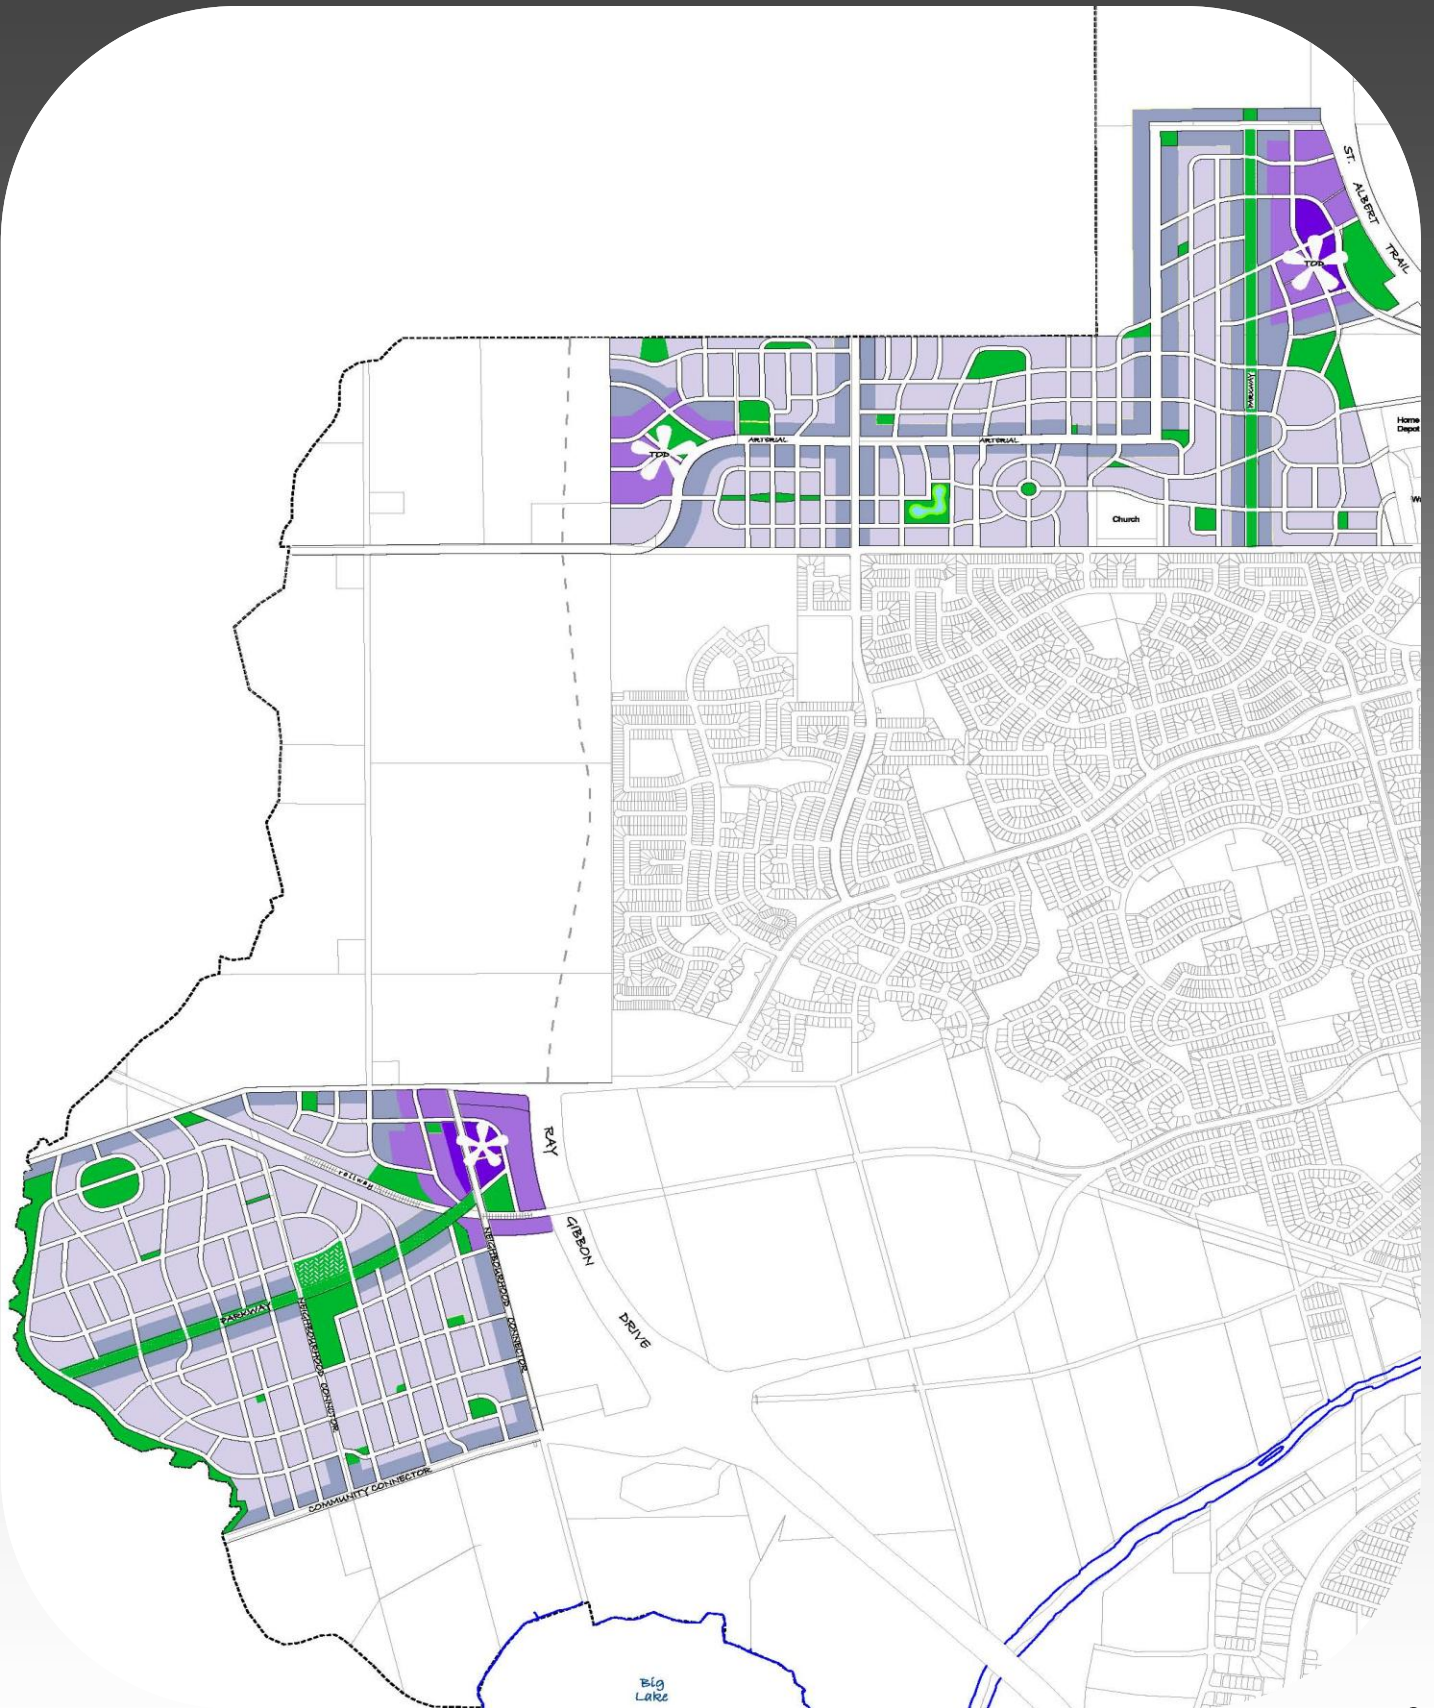 ST.
ALBERT
TRAIL
TOD
PARKWAY
Home
Depot
ARTERIAL
ARTERIAL
TOD
Church
RAY
railway
GIBBON
NEIGHBOURHOOD
CONNECTOR
PARKWAY
NEIGHBOURHOOD
DRIVE
COMMUNITY CONNECTOR
Big
Lake